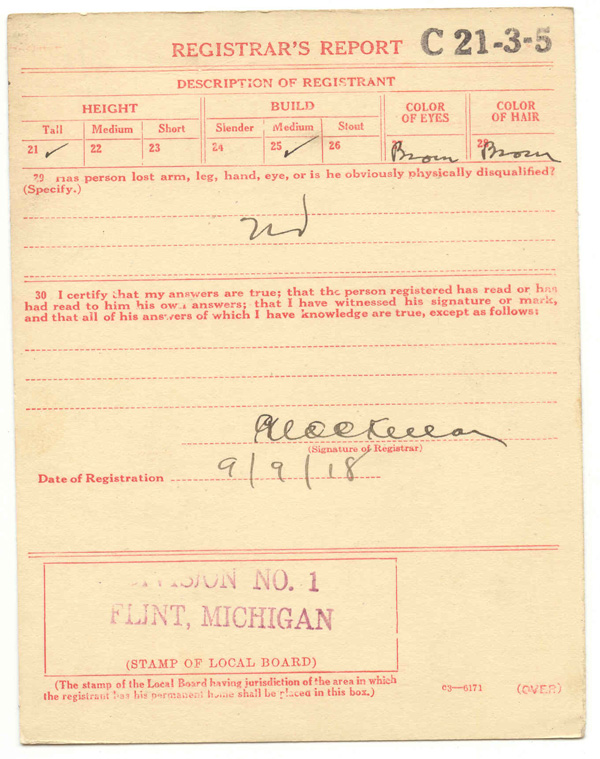 REGISTRAR'S REPORT C 21-3-5
DESCRIPTION OF REGISTRANT
HEIGHT BUILD COLOR OF EYES COLOR OF HAIR
Tall Medium Short Slender Medium Stout
21 ✓ 22 23 24 25 ✓ 26 27 Brown 28 Brown
29 Has person lost arm, leg, hand, eye, or is he obviously physically disqualified?
(Specify.)
No
30 I certify that my answers are true; that the person registered has read or has
had read to him his own answers; that I have witnessed his signature or mark,
and that all of his answers of which I have knowledge are true, except as follows:
(Signature of Registrar)
Date of Registration 9/9/18
DIVISION NO. 1
FLINT, MICHIGAN
(STAMP OF LOCAL BOARD)
(The stamp of the Local Board having jurisdiction of the area in which
the registrant has his permanent home shall be placed in this box.)
C3—6171 (OVER)